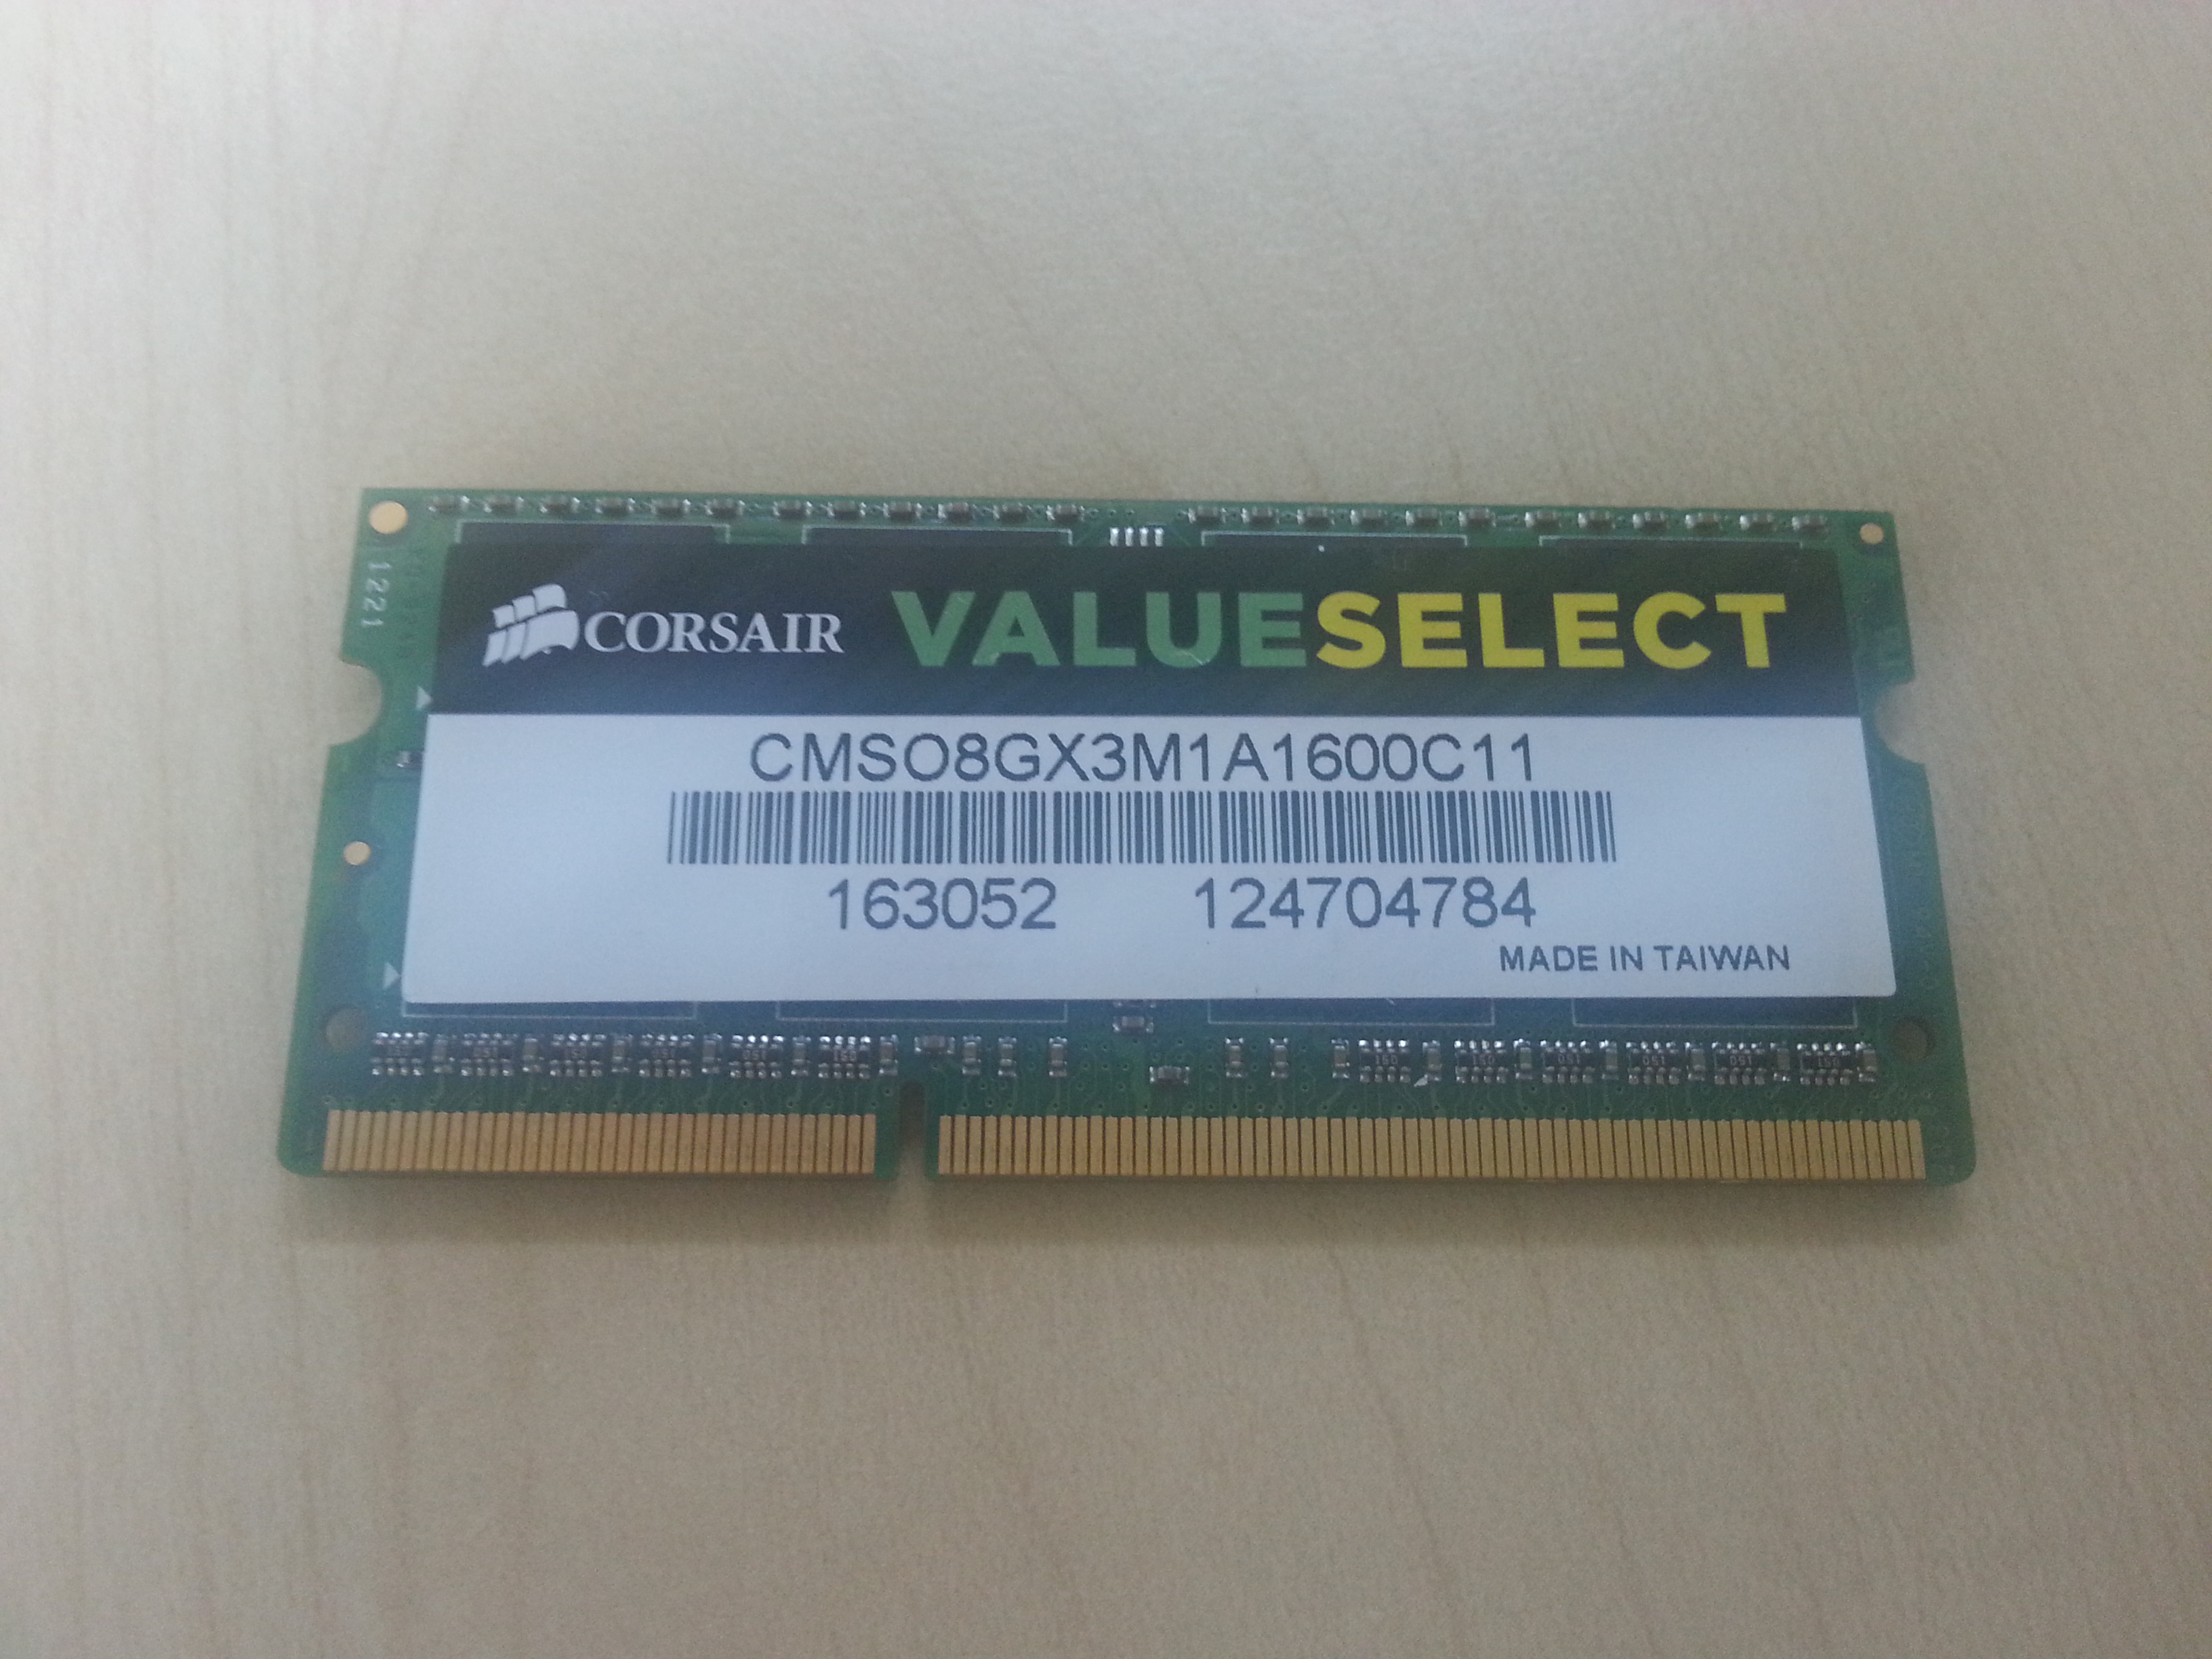 1221
CORSAIR VALUESELECT
CMSO8GX3M1A1600C11
163052 124704784
MADE IN TAIWAN